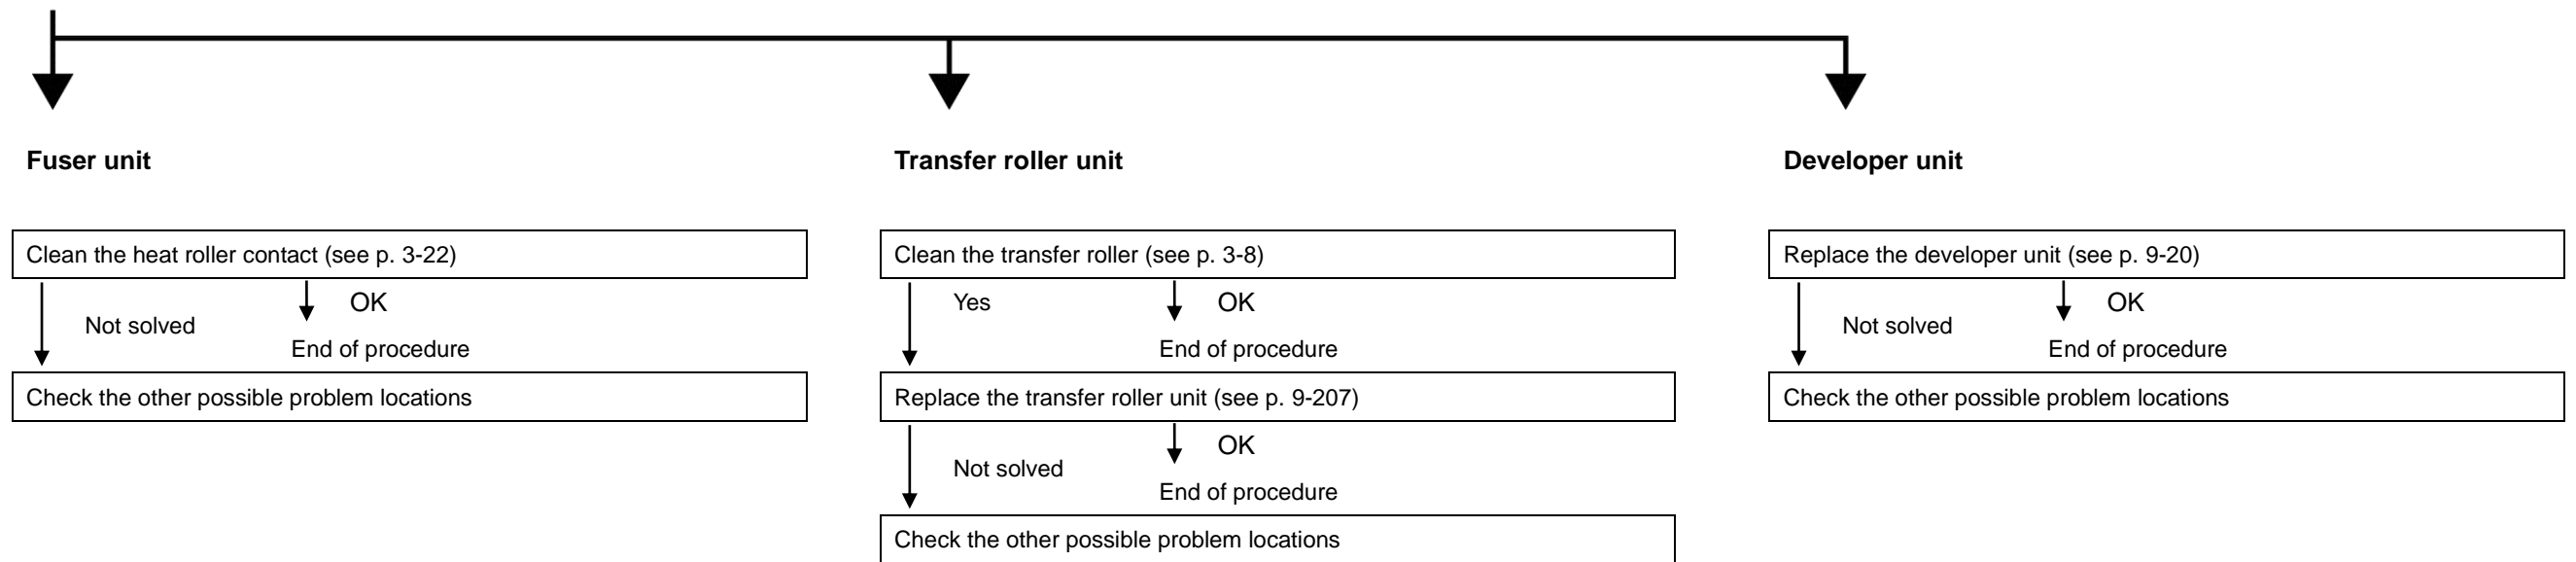 Fuser unit
Clean the heat roller contact (see p. 3-22)
OK
Not solved
End of procedure
Check the other possible problem locations
Transfer roller unit
Clean the transfer roller (see p. 3-8)
Yes
OK
End of procedure
Replace the transfer roller unit (see p. 9-207)
OK
Not solved
End of procedure
Check the other possible problem locations
Developer unit
Replace the developer unit (see p. 9-20)
OK
Not solved
End of procedure
Check the other possible problem locations